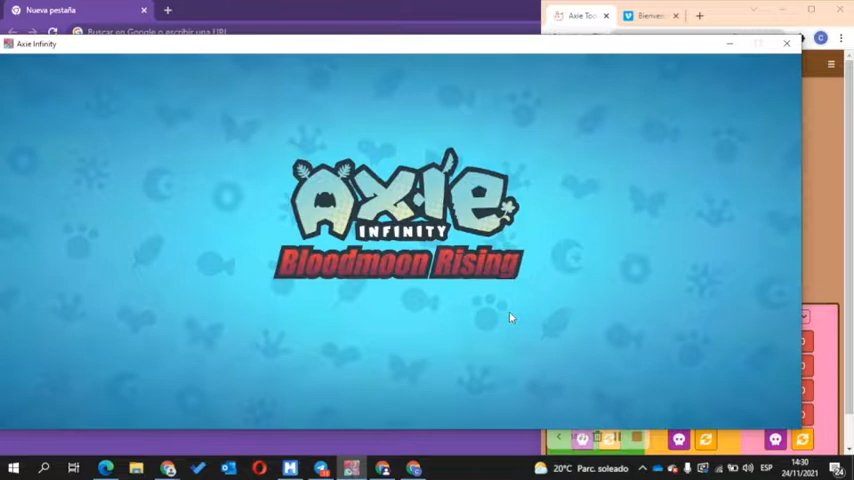 Nueva pestaña
Axie Too
Bienven
Buscar en Google o escribir una URL
C
Axie Infinity
Axie
INFINITY
Bloodmoon Rising
20°C Parc. soleado
ESP
14:30
24/11/2021
24